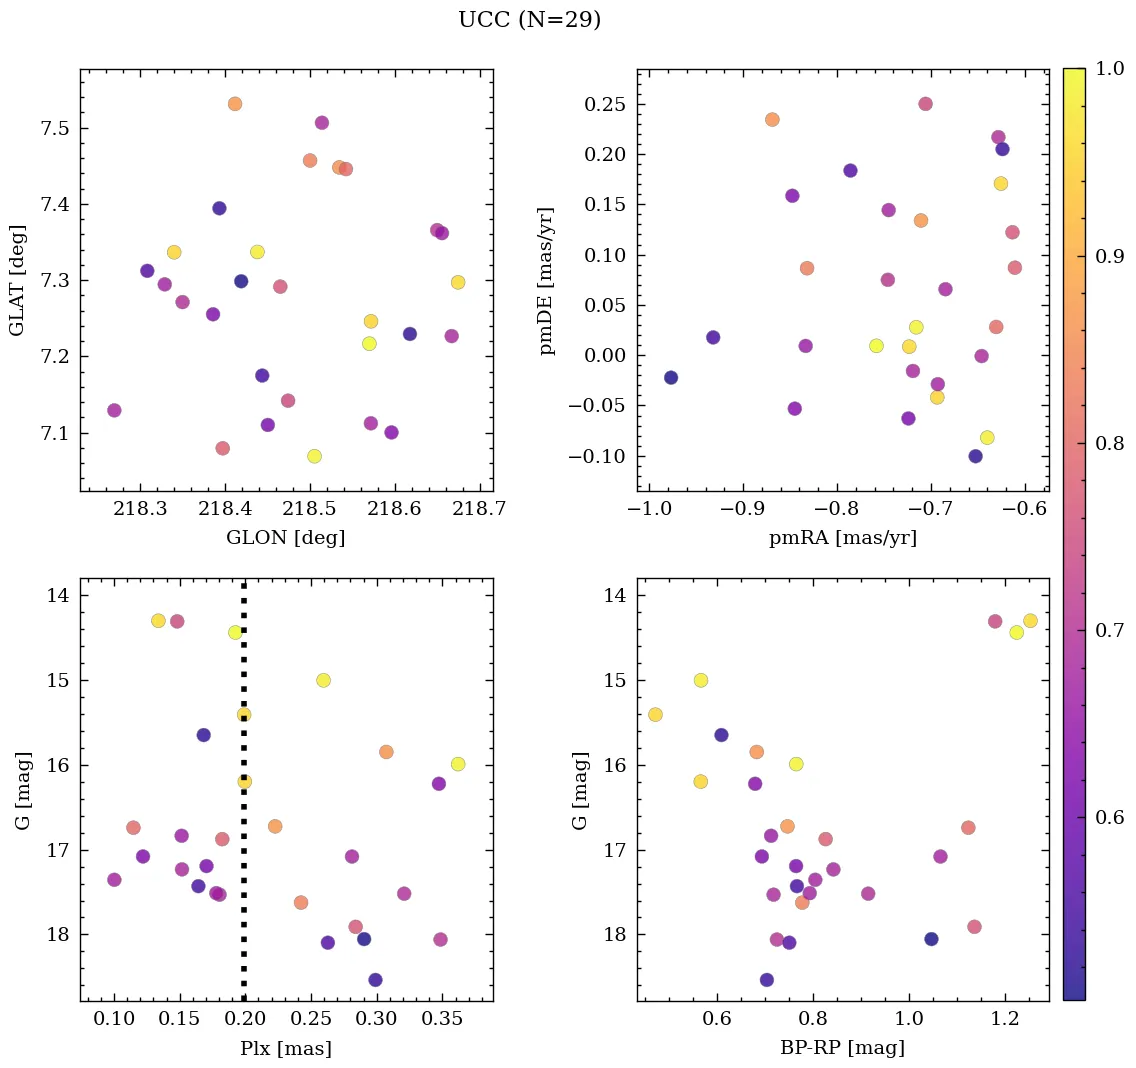 UCC (N=29)
7.5
7.4
7.3
7.2
7.1
GLAT [deg]
218.3 218.4 218.5 218.6 218.7
GLON [deg]
0.25
0.20
0.15
0.10
0.05
0.00
−0.05
−0.10
pmDE [mas/yr]
−1.0 −0.9 −0.8 −0.7 −0.6
pmRA [mas/yr]
14
15
16
17
18
G [mag]
0.10 0.15 0.20 0.25 0.30 0.35
Plx [mas]
14
15
16
17
18
G [mag]
0.6 0.8 1.0 1.2
BP-RP [mag]
1.0
0.9
0.8
0.7
0.6